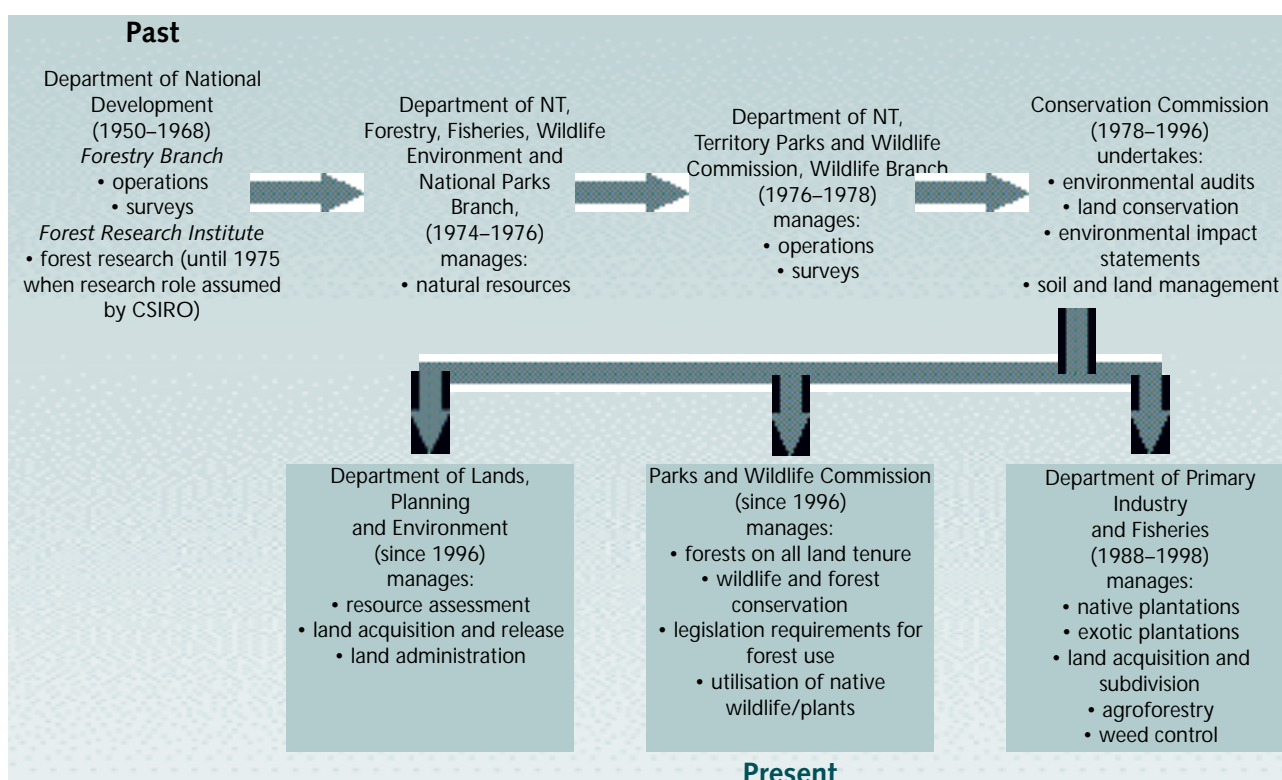 Past
Department of National
Development
(1950–1968)
Forestry Branch
• operations
• surveys
Forest Research Institute
• forest research (until 1975
when research role assumed
by CSIRO)
Department of NT,
Forestry, Fisheries, Wildlife
Environment and
National Parks
Branch,
(1974–1976)
manages:
• natural resources
Department of NT,
Territory Parks and Wildlife
Commission, Wildlife Branch
(1976–1978)
manages:
• operations
• surveys
Conservation Commission
(1978–1996)
undertakes:
• environmental audits
• land conservation
• environmental impact
statements
• soil and land management
Department of Lands,
Planning
and Environment
(since 1996)
manages:
• resource assessment
• land acquisition and release
• land administration
Parks and Wildlife Commission
(since 1996)
manages:
• forests on all land tenure
• wildlife and forest
conservation
• legislation requirements for
forest use
• utilisation of native
wildlife/plants
Department of Primary
Industry
and Fisheries
(1988–1998)
manages:
• native plantations
• exotic plantations
• land acquisition and
subdivision
• agroforestry
• weed control
Present